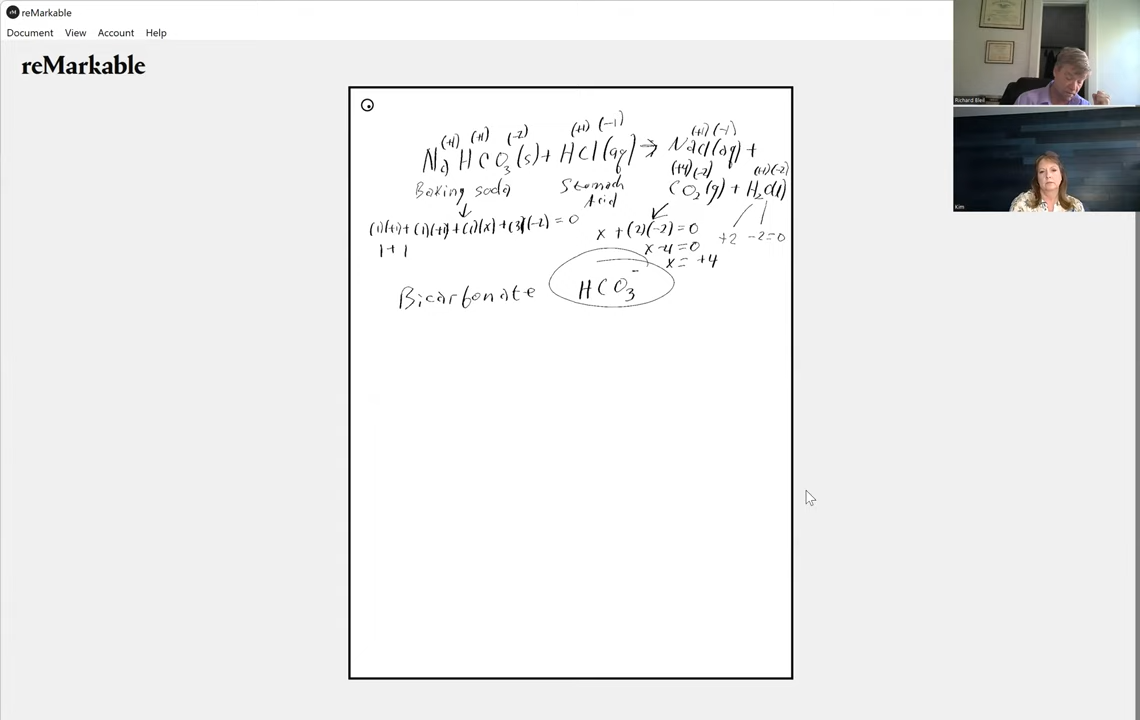 reMarkable
Document View Account Help
reMarkable
(+1) (+1) (-2) (+1) (-1) (+1) (-1)
NaHCO3(s) + HCl(aq) → NaCl(aq) +
(+4)(-2) (+1)(-2)
Baking soda Stomach Acid CO2(g) + H2O(l)
(1)(+1) + (1)(+1) + (1)(x) + (3)(-2) = 0 x + (2)(-2) = 0 +2 -2=0
1 + 1 x-4=0
x = +4
Bicarbonate HCO3-
Richard Bleil
Kim